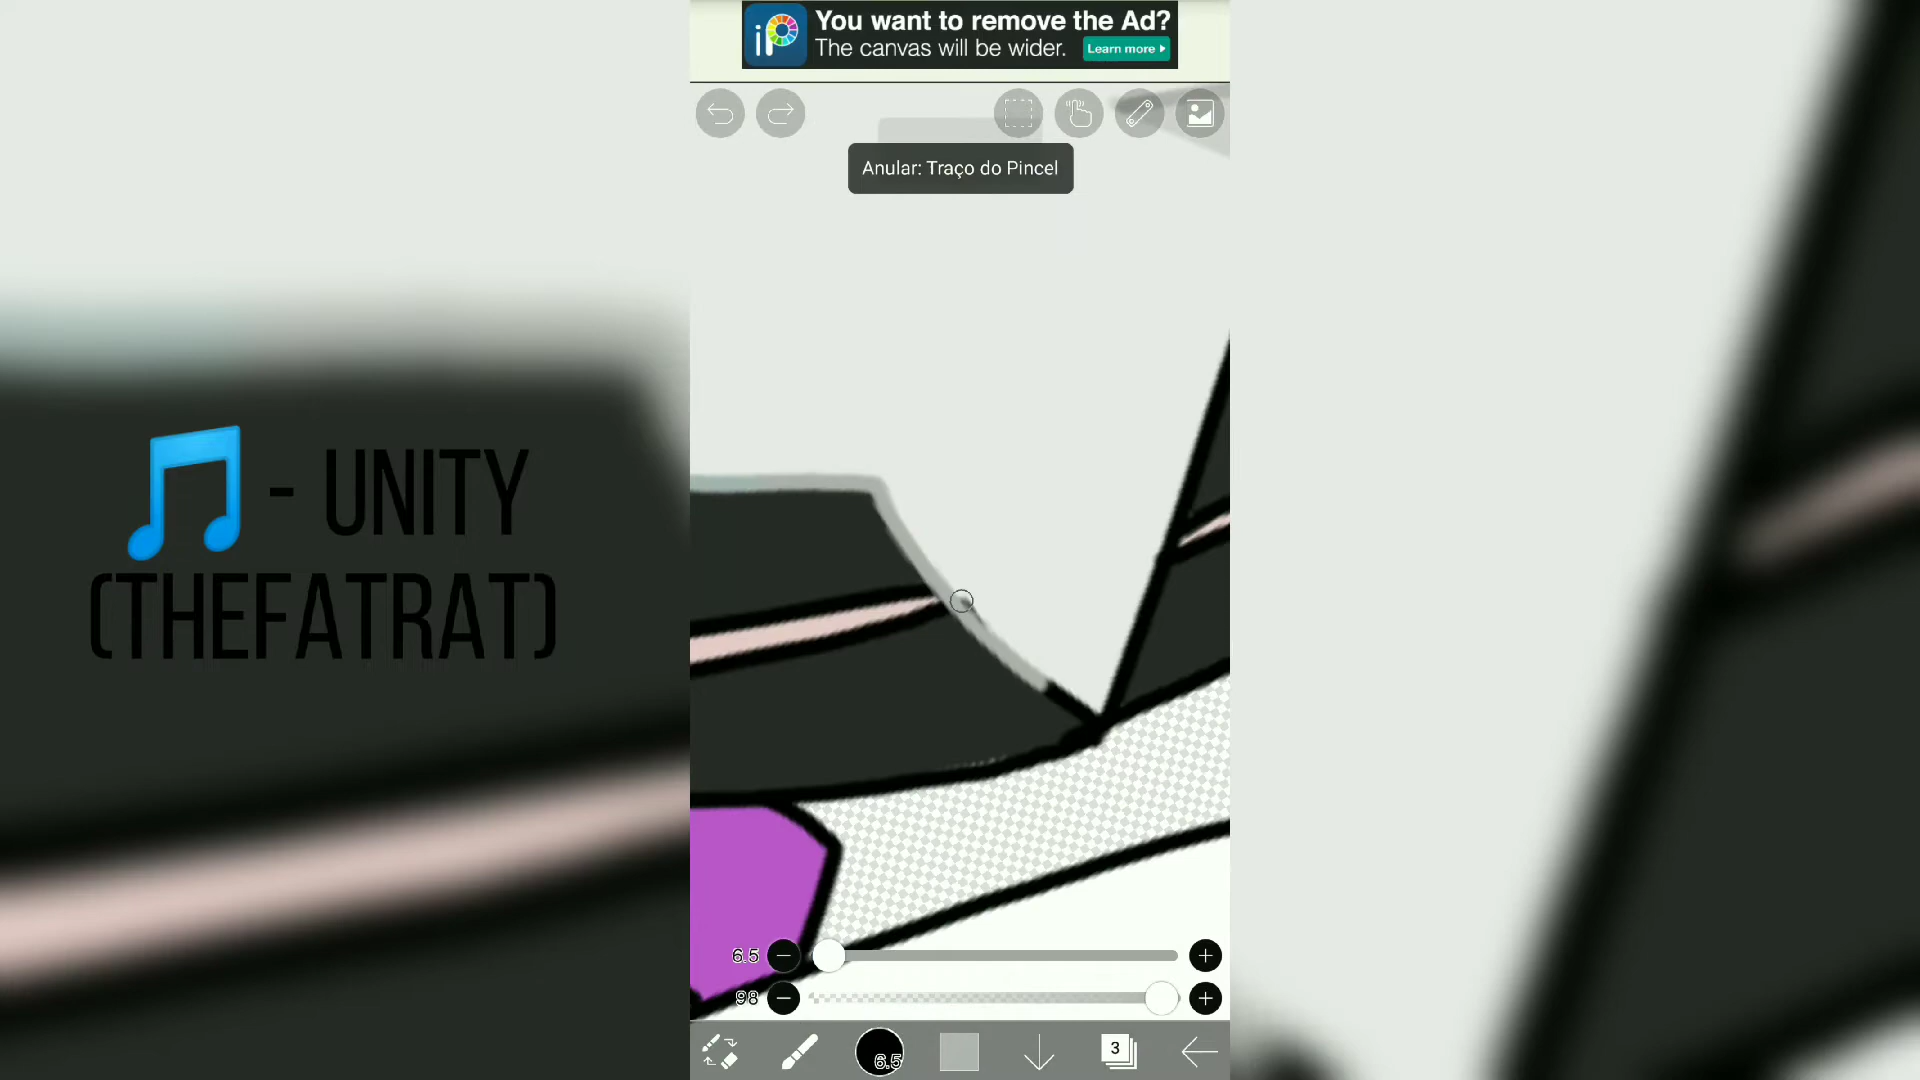 iP
You want to remove the Ad?
The canvas will be wider.
Learn more
Anular: Traço do Pincel
- UNITY
(THEFATRAT)
6.5
98
6.5
3